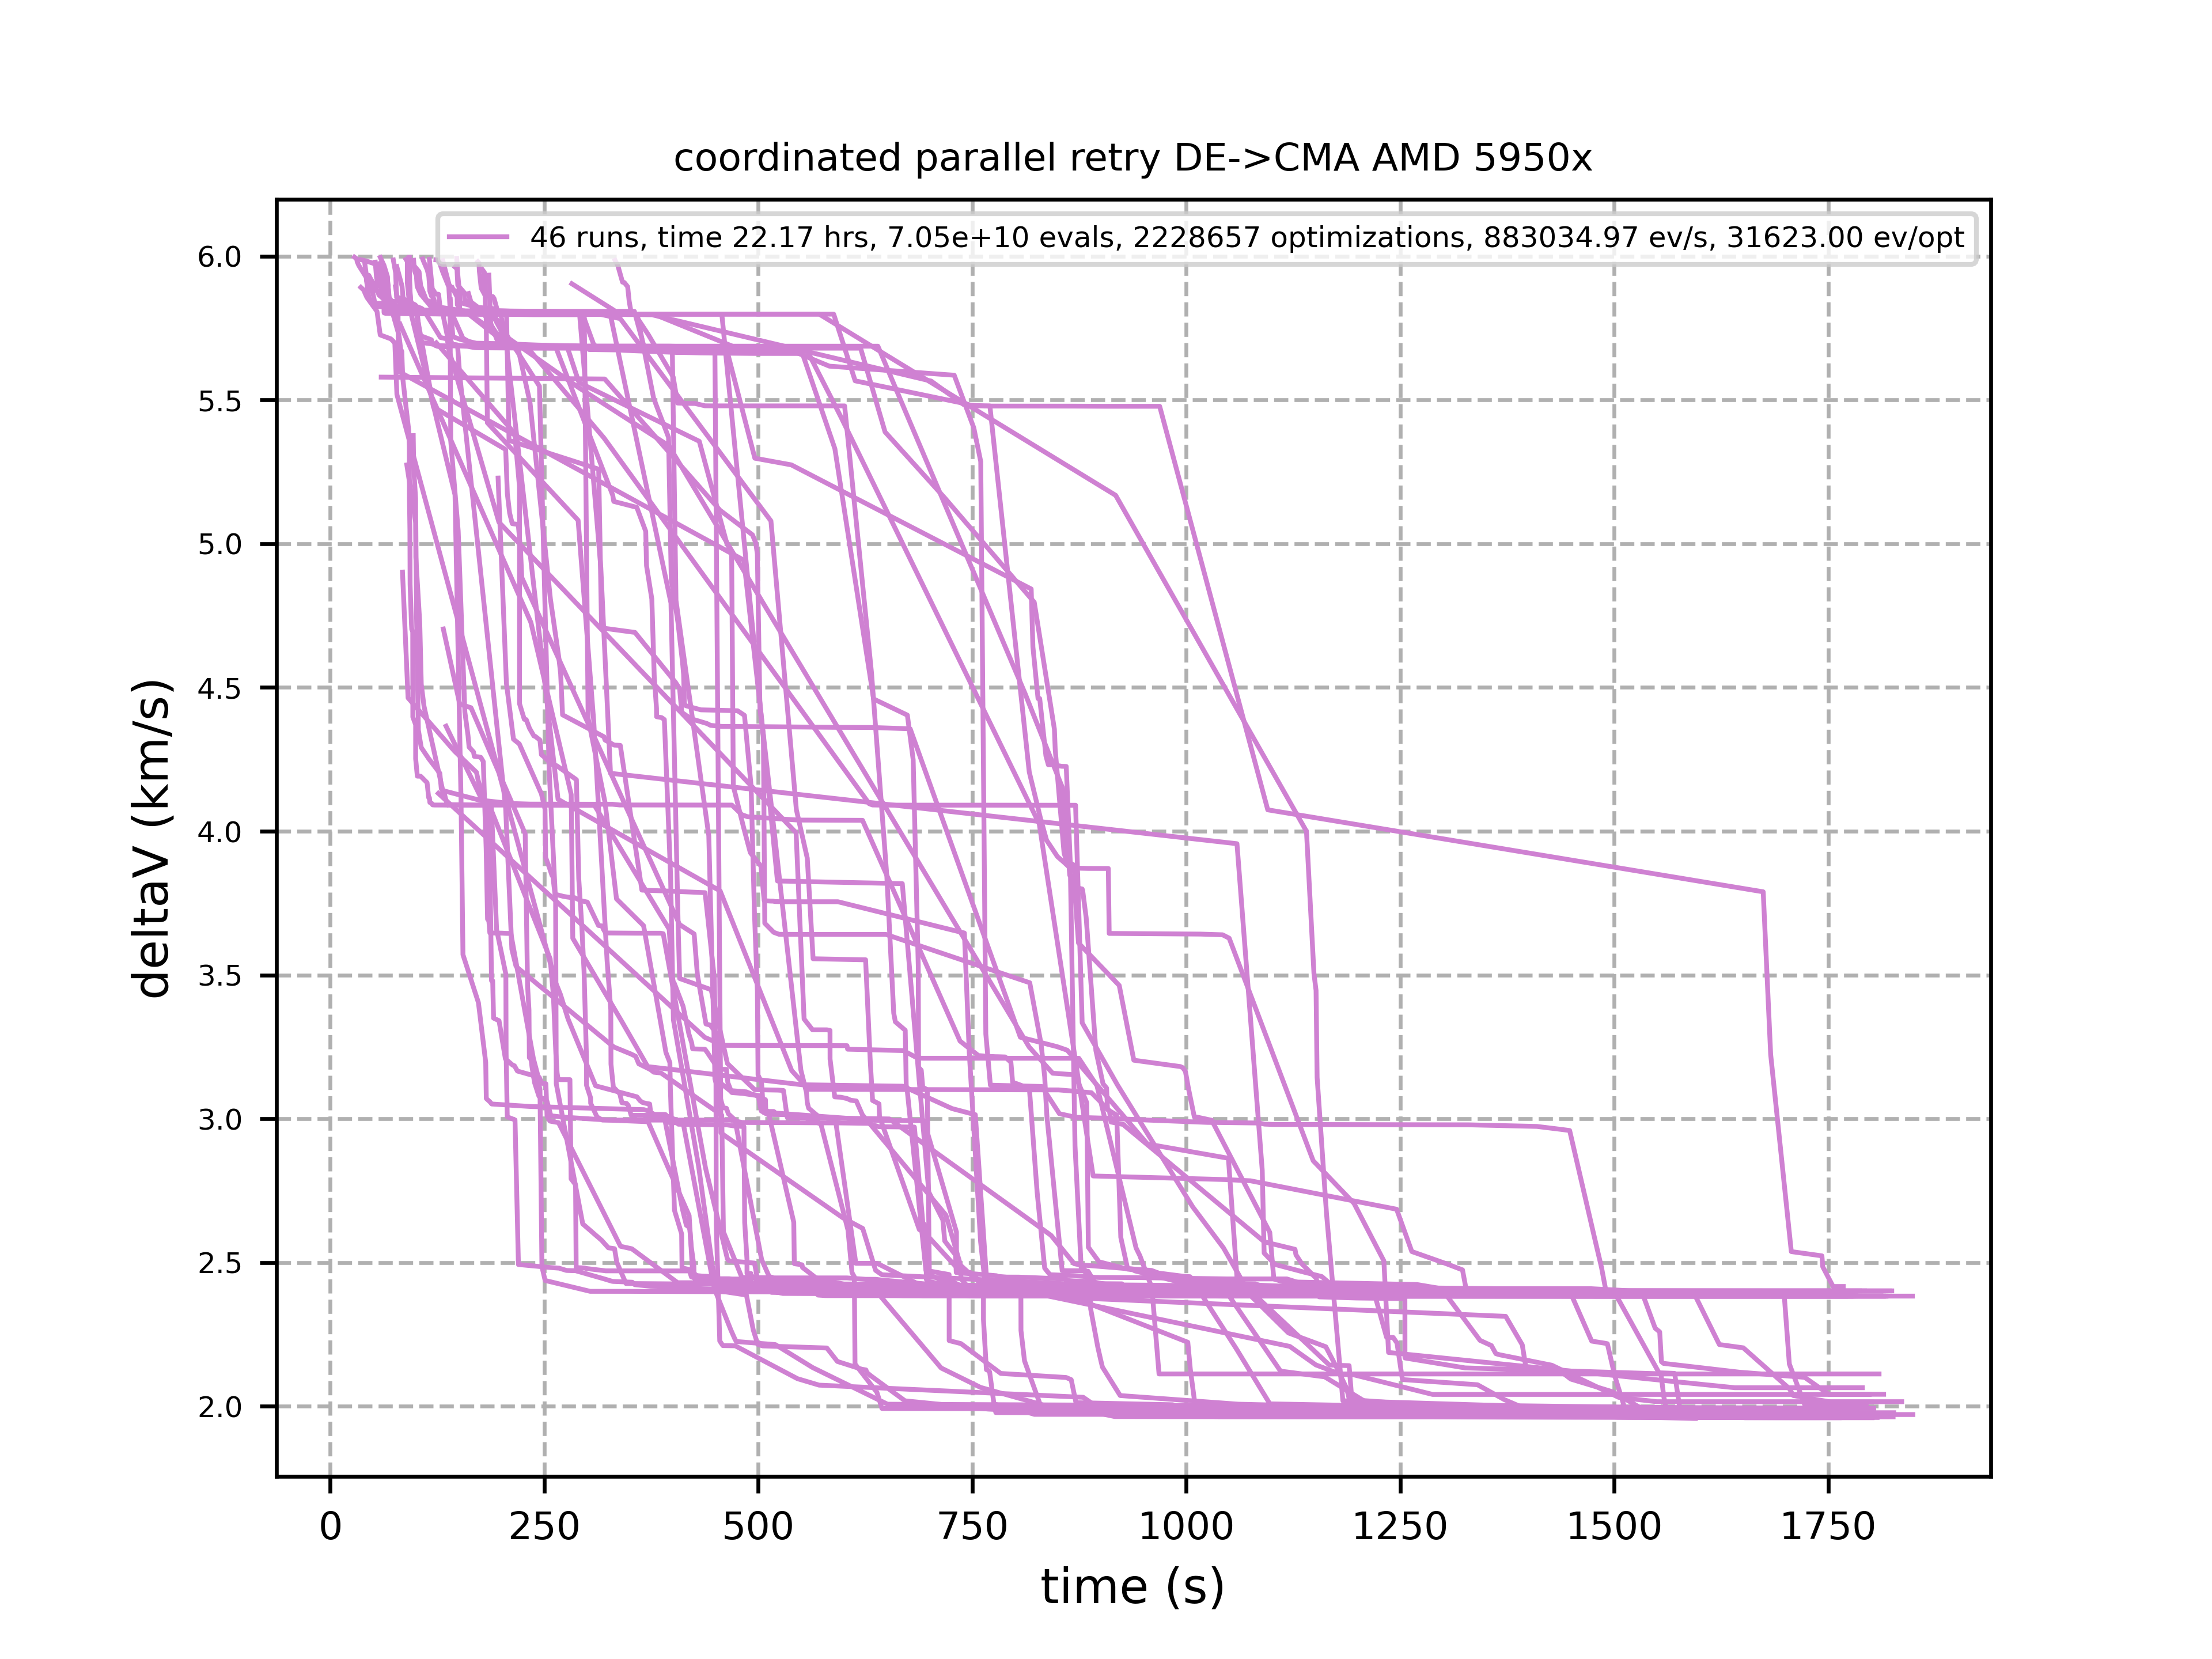 coordinated parallel retry DE->CMA AMD 5950x
46 runs, time 22.17 hrs, 7.05e+10 evals, 2228657 optimizations, 883034.97 ev/s, 31623.00 ev/opt
6.0
5.5
5.0
4.5
4.0
3.5
3.0
2.5
2.0
deltaV (km/s)
0 250 500 750 1000 1250 1500 1750
time (s)